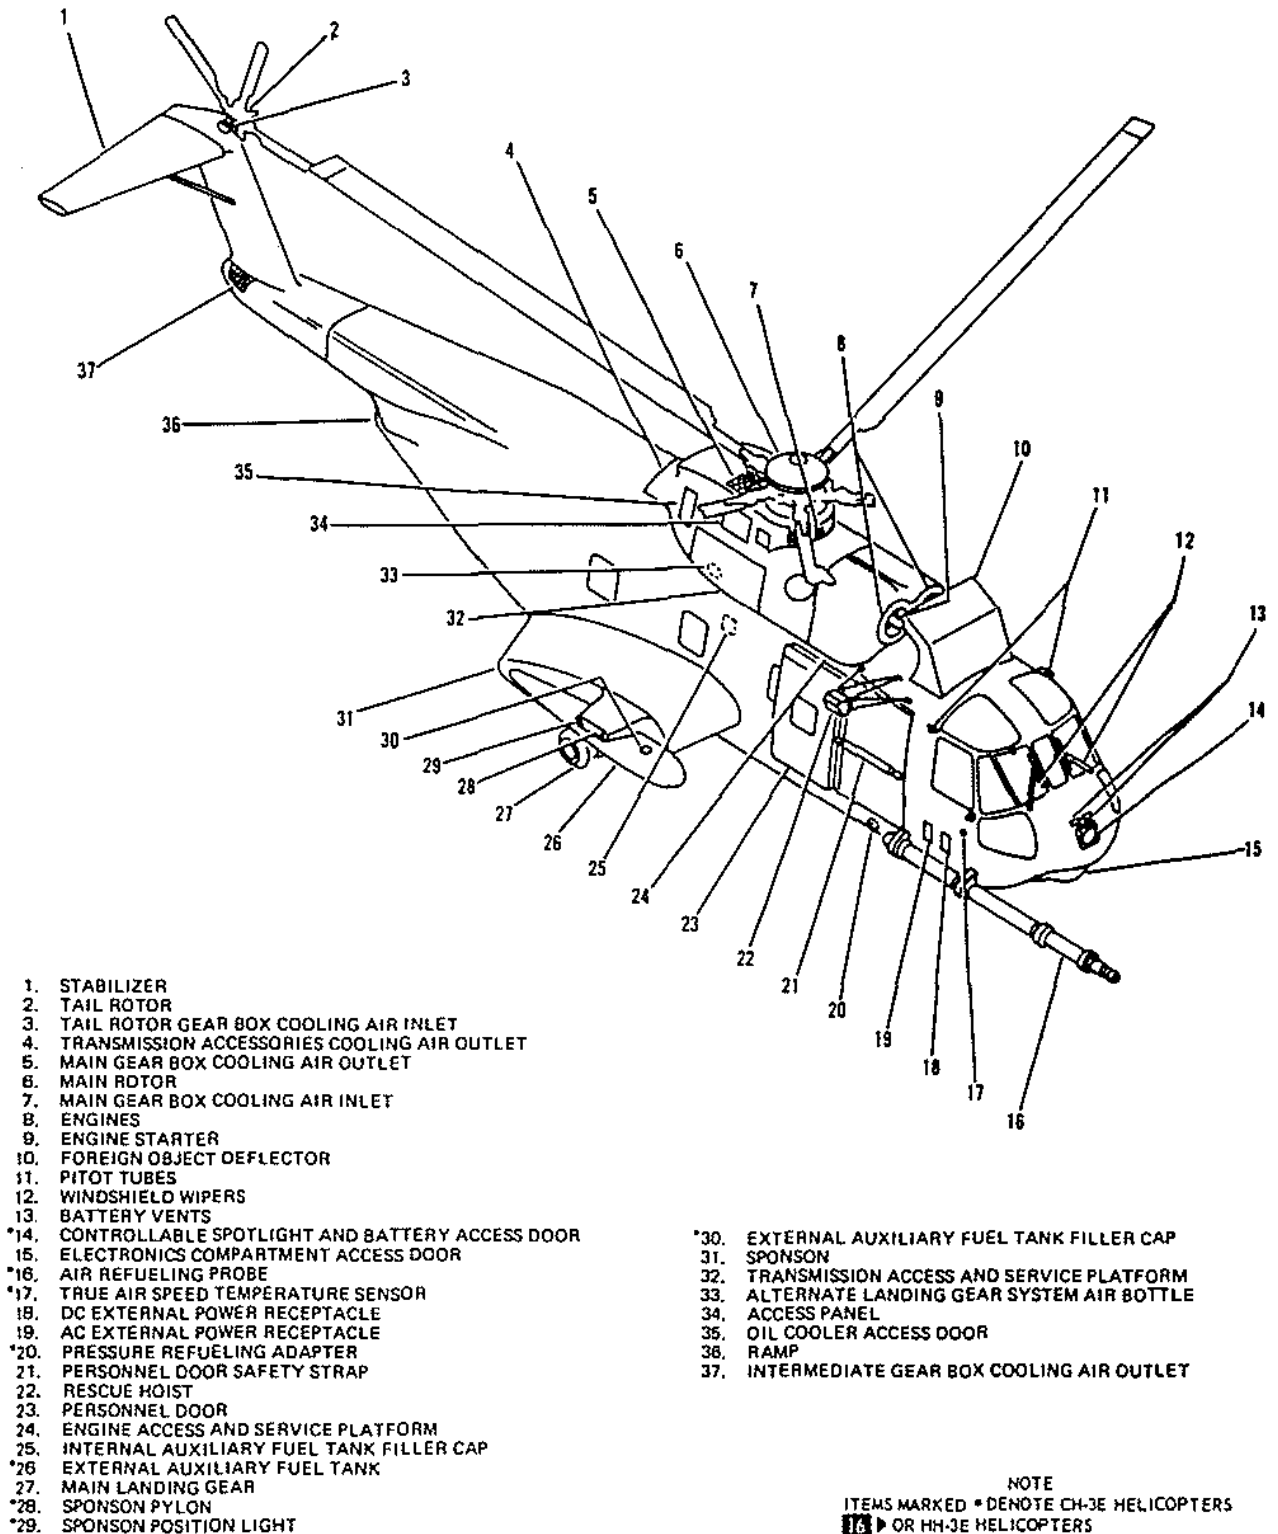 1
2
3
4
5
6
7
8
9
10
11
12
13
14
15
16
17
18
19
20
21
22
23
24
25
26
27
28
29
30
31
32
33
34
35
36
37
1. STABILIZER
2. TAIL ROTOR
3. TAIL ROTOR GEAR BOX COOLING AIR INLET
4. TRANSMISSION ACCESSORIES COOLING AIR OUTLET
5. MAIN GEAR BOX COOLING AIR OUTLET
6. MAIN ROTOR
7. MAIN GEAR BOX COOLING AIR INLET
8. ENGINES
9. ENGINE STARTER
10. FOREIGN OBJECT DEFLECTOR
11. PITOT TUBES
12. WINDSHIELD WIPERS
13. BATTERY VENTS
*14. CONTROLLABLE SPOTLIGHT AND BATTERY ACCESS DOOR
15. ELECTRONICS COMPARTMENT ACCESS DOOR
*16. AIR REFUELING PROBE
*17. TRUE AIR SPEED TEMPERATURE SENSOR
18. DC EXTERNAL POWER RECEPTACLE
19. AC EXTERNAL POWER RECEPTACLE
*20. PRESSURE REFUELING ADAPTER
21. PERSONNEL DOOR SAFETY STRAP
22. RESCUE HOIST
23. PERSONNEL DOOR
24. ENGINE ACCESS AND SERVICE PLATFORM
25. INTERNAL AUXILIARY FUEL TANK FILLER CAP
*26 EXTERNAL AUXILIARY FUEL TANK
27. MAIN LANDING GEAR
*28. SPONSON PYLON
*29. SPONSON POSITION LIGHT
*30. EXTERNAL AUXILIARY FUEL TANK FILLER CAP
31. SPONSON
32. TRANSMISSION ACCESS AND SERVICE PLATFORM
33. ALTERNATE LANDING GEAR SYSTEM AIR BOTTLE
34. ACCESS PANEL
35. OIL COOLER ACCESS DOOR
36. RAMP
37. INTERMEDIATE GEAR BOX COOLING AIR OUTLET
NOTE
ITEMS MARKED * DENOTE CH-3E HELICOPTERS
16 ▶ OR HH-3E HELICOPTERS